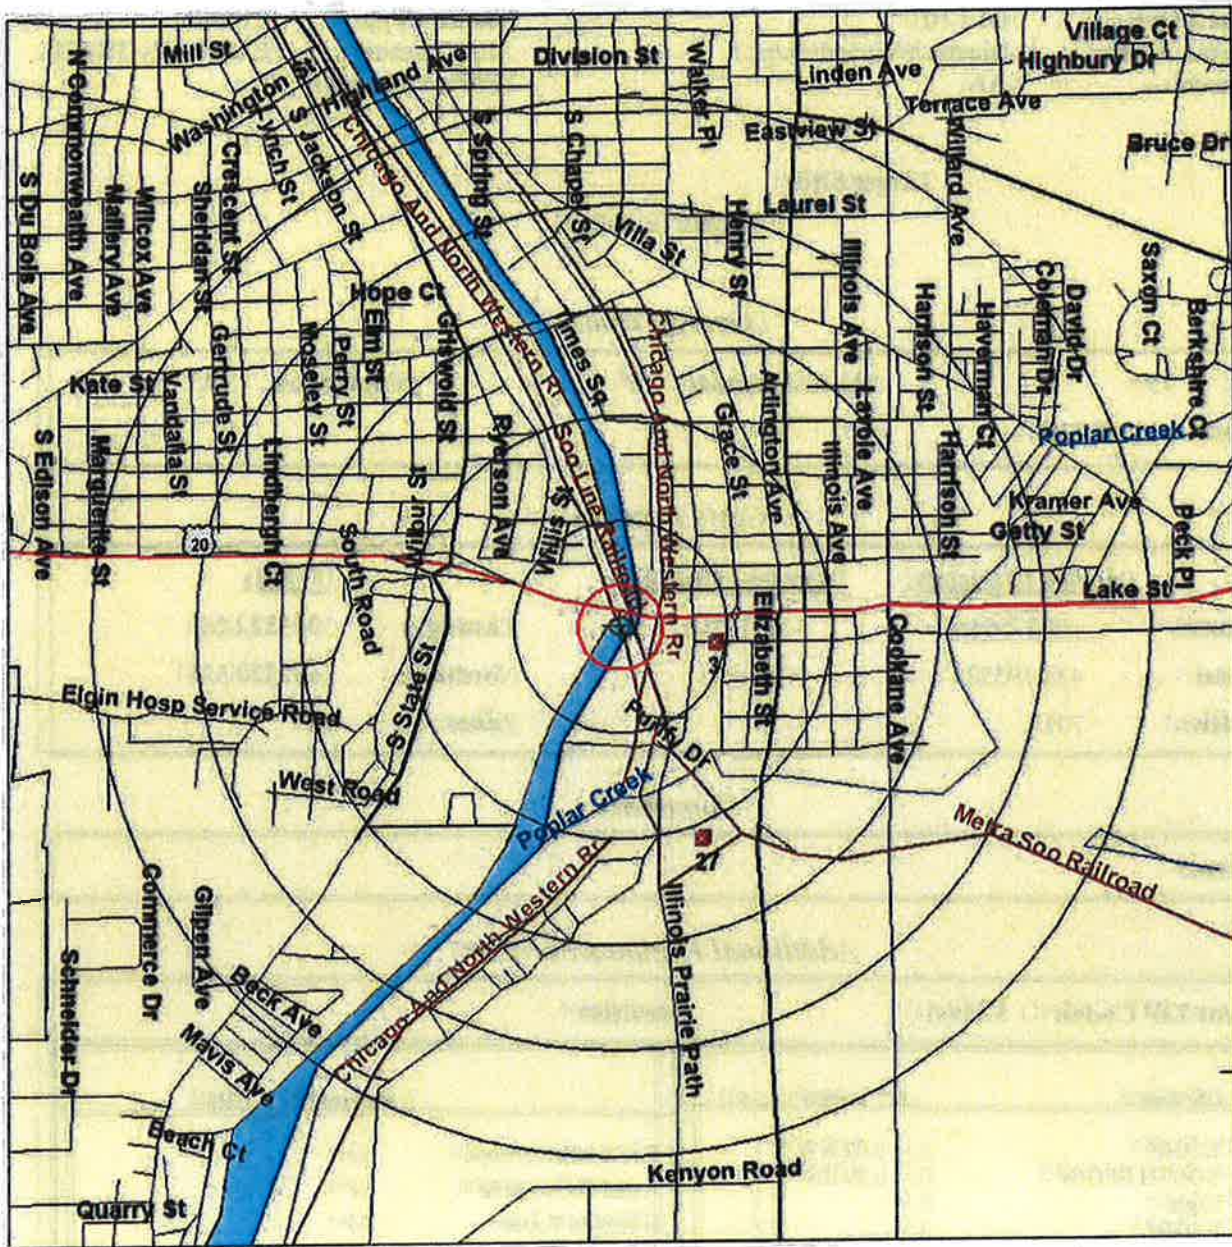 Mill St
Division St
Walker Pl
Village Ct
Highbury Dr
Linden Ave
Terrace Ave
Eastview St
Bruce Dr
N Commonwealth Ave
Washington St
Highland Ave
Lynch St
S Jackson St
Chicago And North Western Rr
S Spring St
S Chapel St
Willard Ave
Laurel St
Villa St
Henry St
S Du Bois Ave
Mallery Ave
Wilcox Ave
Crescent St
Sheridan St
Hope Ct
Elm St
Griswold St
Perry St
Moseley St
Gertrude St
Vandalia St
Kate St
Chicago And North Western Rr
Illinois Ave
Harrison St
Haverman Ct
Coleman Dr
David Dr
Saxon Ct
Berkshire Ct
Poplar Creek
Arlington Ave
Lavoie Ave
Grace St
Illinois Ave
Harrison St
Kramer Ave
Getty St
Peck Pl
S Edison Ave
Marguerite St
Lindbergh Ct
Ryerson Ave
Willis St
Soo Line Railroad
20
South Road
S State St
Lake St
Elizabeth St
Cookane Ave
3
Elgin Hosp Service Road
West Road
Park Dr
Poplar Creek
27
Metra Soo Railroad
Chicago And North Western Rr
Illinois Prairie Path
Commerce Dr
Gilpen Ave
Schneider Dr
Beck Ave
Mavis Ave
Beach Ct
Quarry St
Kenyon Road